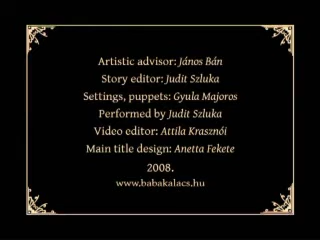 Artistic advisor: János Bán
Story editor: Judit Szluka
Settings, puppets: Gyula Majoros
Performed by Judit Szluka
Video editor: Attila Krasznói
Main title design: Anetta Fekete
2008.
www.babakalacs.hu